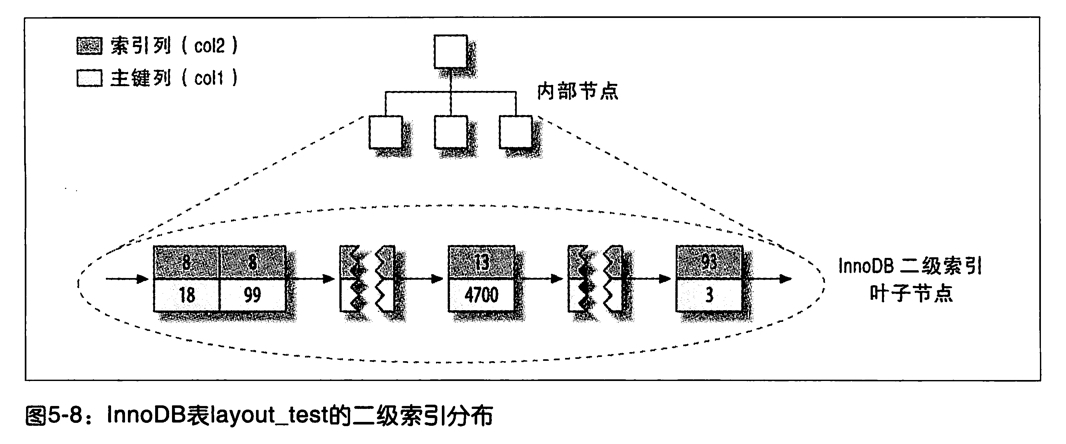 索引列（col2）
主键列（col1）
内部节点
8 8 13 93
18 99 4700 3
InnoDB 二级索引
叶子节点
图5-8：InnoDB表layout_test的二级索引分布